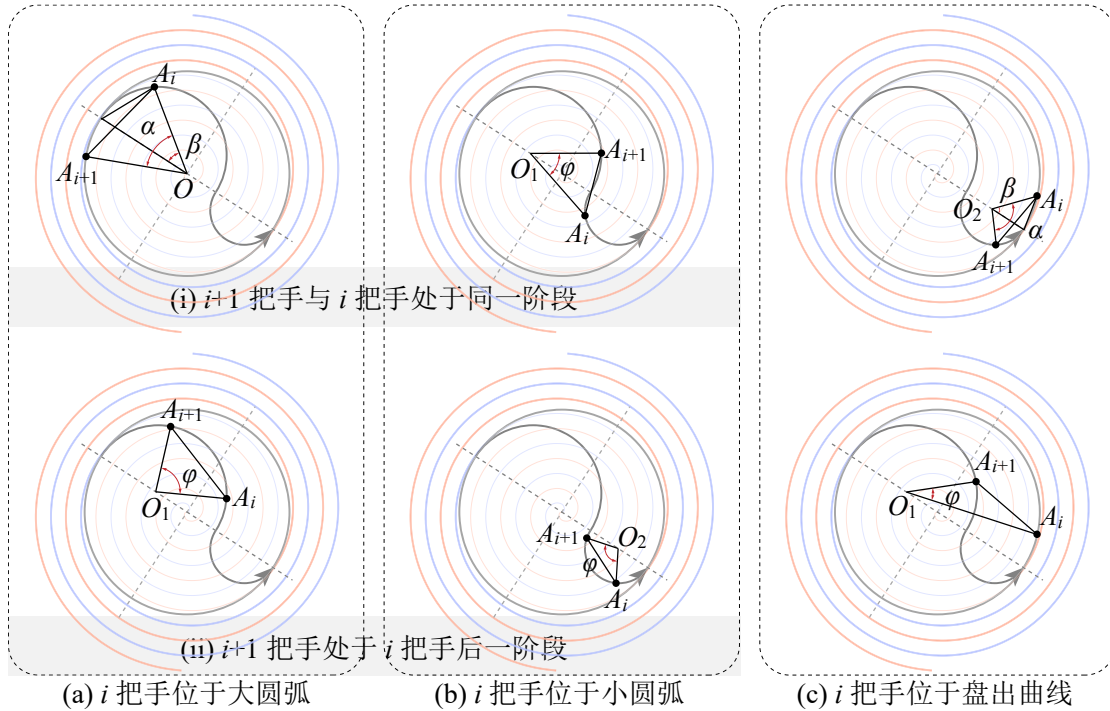 A_i
α
β
A_{i+1}
O
O_1
φ
A_{i+1}
A_i
β
A_i
O_2
α
A_{i+1}
(i) i+1 把手与 i 把手处于同一阶段
A_{i+1}
φ
O_1
A_i
A_{i+1}
O_2
φ
A_i
A_{i+1}
O_1
φ
A_i
(ii) i+1 把手处于 i 把手后一阶段
(a) i 把手位于大圆弧
(b) i 把手位于小圆弧
(c) i 把手位于盘出曲线